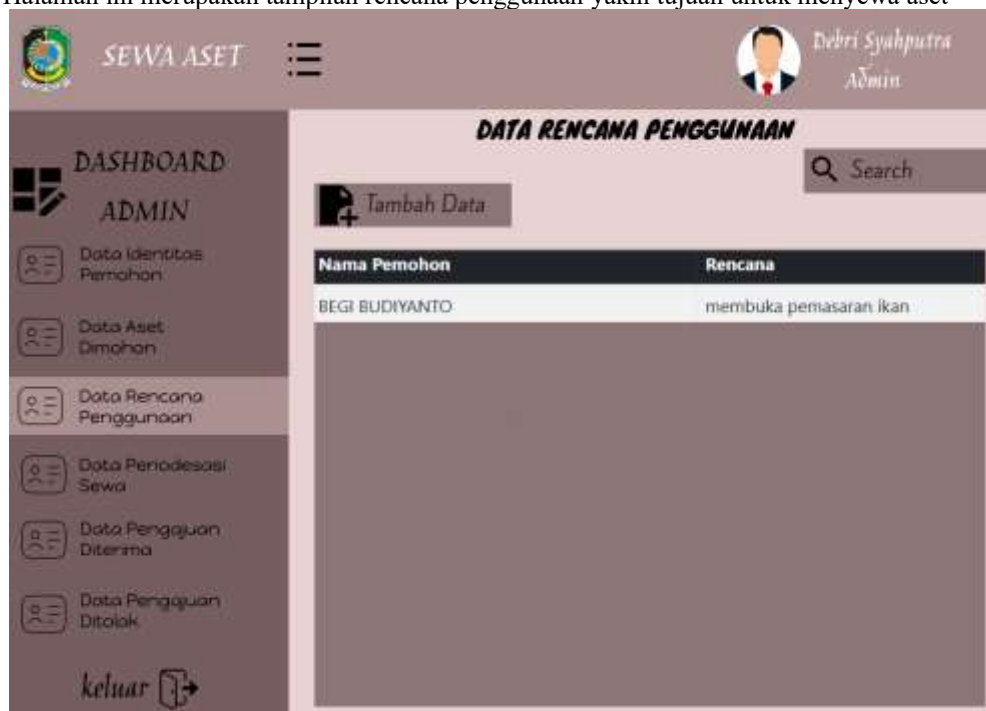 Halaman ini merupakan tampilan rencana penggunaan yakni tujuan untuk menyewa aset
SEWA ASET
Debri Syahputra
Admin
DASHBOARD
ADMIN
Data Identitas
Pemohon
Data Aset
Dimohon
Data Rencana
Penggunaan
Data Periodesasi
Sewa
Data Pengajuan
Diterima
Data Pengajuan
Ditolak
keluar
DATA RENCANA PENGGUNAAN
Search
Tambah Data
Nama Pemohon Rencana
BEGI BUDIYANTO membuka pemasaran ikan